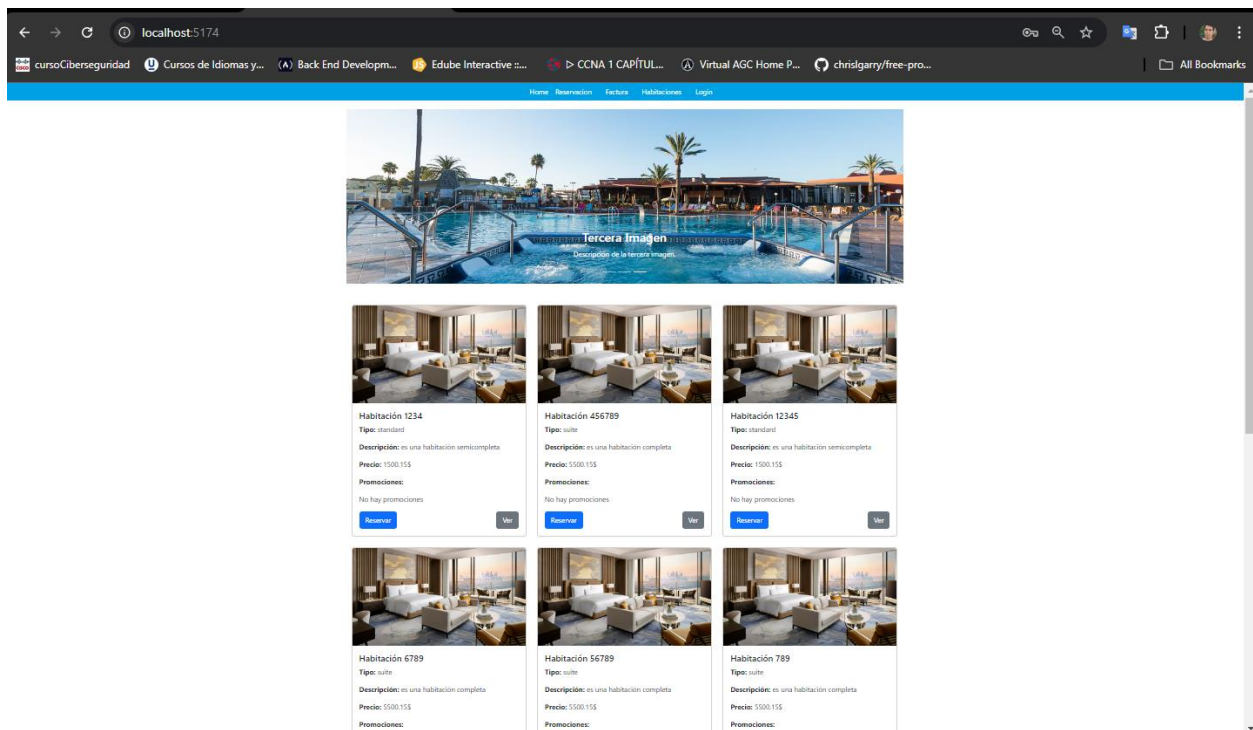 localhost:5174
cursoCiberseguridad Cursos de Idiomas y... Back End Developm... Edube Interactive ::... ▷ CCNA 1 CAPÍTUL... Virtual AGC Home P... chrislgarry/free-pro... All Bookmarks
Home Reservacion Factura Habitaciones Login
Tercera Imagen
Descripción de la tercera imagen.
Habitación 1234
Tipo: standard
Descripción: es una habitación semicompleta
Precio: 1500.15$
Promociones:
No hay promociones
Reservar Ver
Habitación 456789
Tipo: suite
Descripción: es una habitación completa
Precio: 5500.15$
Promociones:
No hay promociones
Reservar Ver
Habitación 12345
Tipo: standard
Descripción: es una habitación semicompleta
Precio: 1500.15$
Promociones:
No hay promociones
Reservar Ver
Habitación 6789
Tipo: suite
Descripción: es una habitación completa
Precio: 5500.15$
Promociones:
Habitación 56789
Tipo: suite
Descripción: es una habitación completa
Precio: 5500.15$
Promociones:
Habitación 789
Tipo: suite
Descripción: es una habitación completa
Precio: 5500.15$
Promociones: